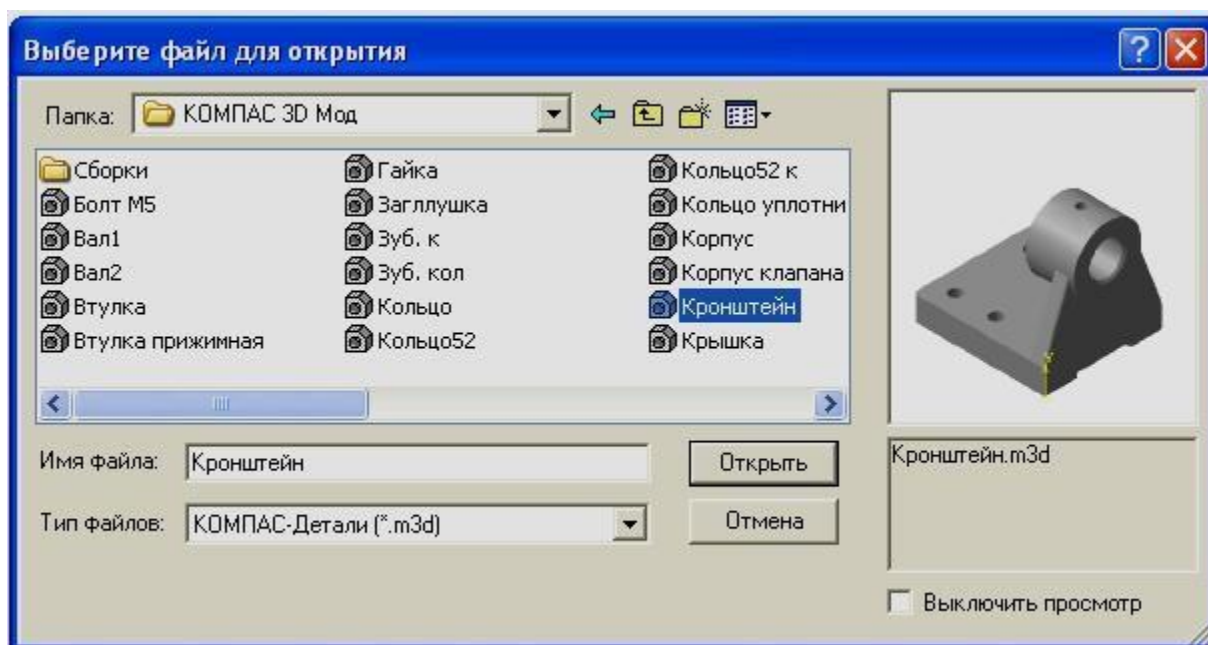 Выберите файл для открытия
Папка: КОМПАС 3D Мод
Сборки
Болт М5
Вал1
Вал2
Втулка
Втулка прижимная
Гайка
Загллушка
Зуб. к
Зуб. кол
Кольцо
Кольцо52
Кольцо52 к
Кольцо уплотни
Корпус
Корпус клапана
Кронштейн
Крышка
Имя файла: Кронштейн
Открыть
Тип файлов: КОМПАС-Детали (*.m3d)
Отмена
Кронштейн.m3d
Выключить просмотр